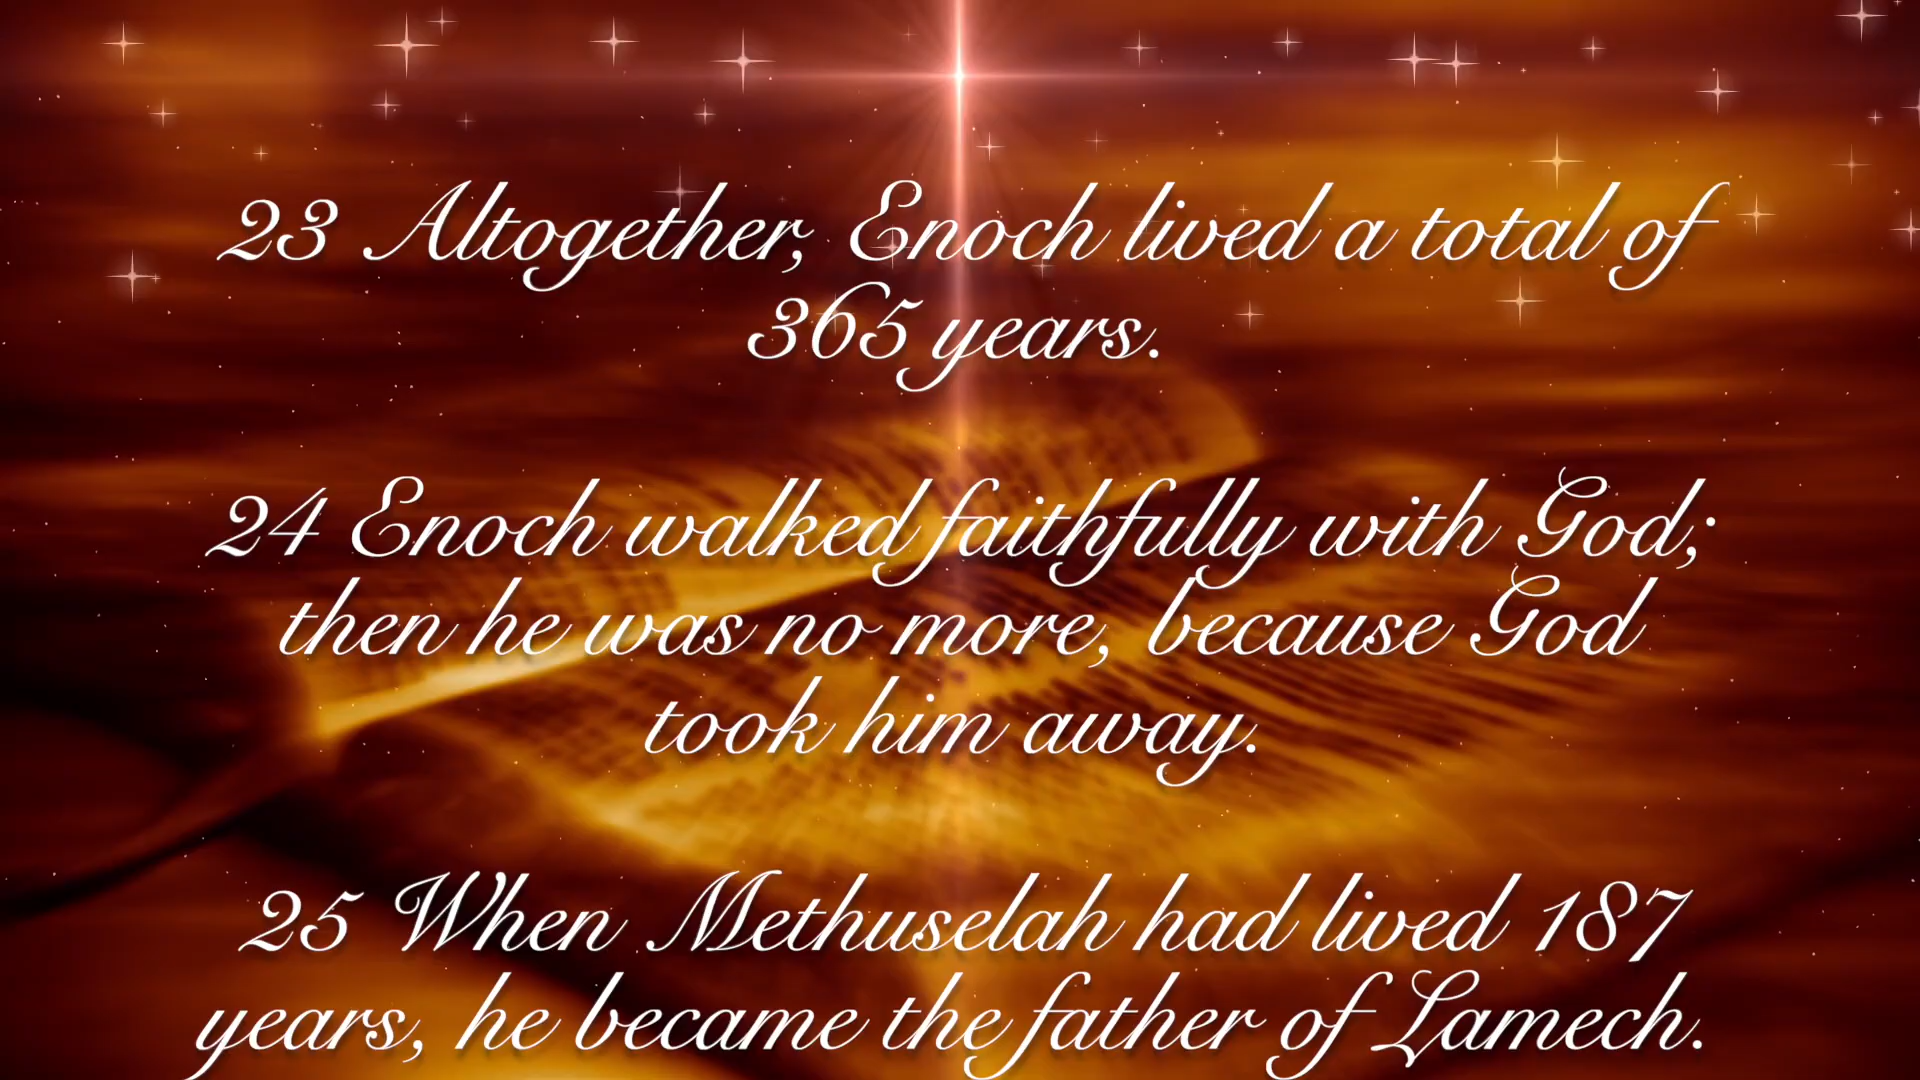 23 Altogether, Enoch lived a total of
365 years.
24 Enoch walked faithfully with God;
then he was no more, because God
took him away.
25 When Methuselah had lived 187
years, he became the father of Lamech.